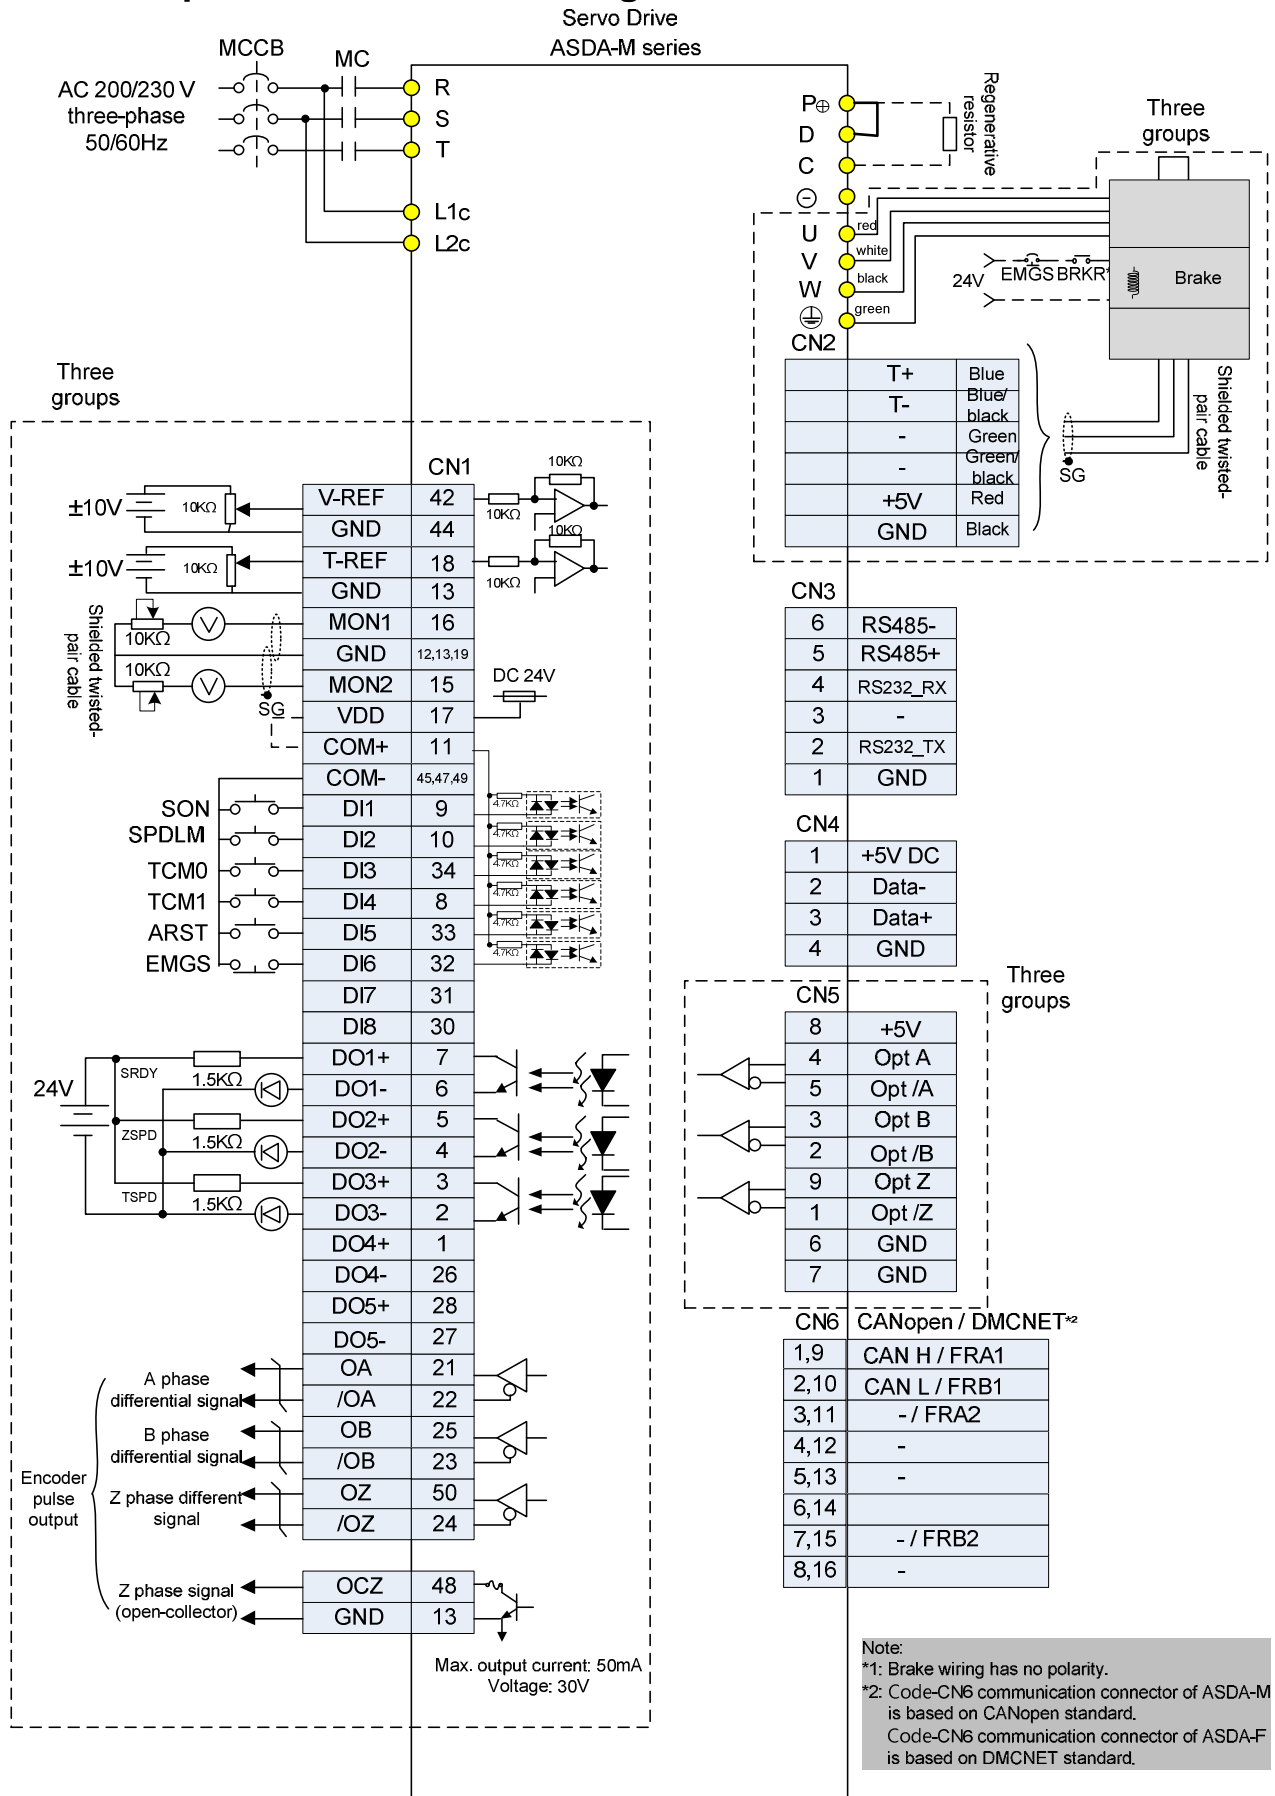 Servo Drive
ASDA-M series
MCCB
MC
AC 200/230 V
three-phase
50/60Hz
R
S
T
L1c
L2c
P⊕
D
C
⊖
Regenerative
resistor
U
V
W
red
white
black
green
Three
groups
24V
EMGS BRKR*
Brake
CN2
T+ Blue
T- Blue/
black
- Green
- Green/
black
+5V Red
GND Black
SG
Shielded twisted-
pair cable
Three
groups
CN1
±10V 10KΩ V-REF 42 10KΩ 10KΩ
GND 44
±10V 10KΩ T-REF 18 10KΩ 10KΩ
GND 13
Shielded twisted-
pair cable
10KΩ V MON1 16
GND 12,13,19
10KΩ V MON2 15
SG
VDD 17 DC 24V
COM+ 11
COM- 45,47,49
SON DI1 9 4.7KΩ
SPDLM DI2 10 4.7KΩ
TCM0 DI3 34 4.7KΩ
TCM1 DI4 8 4.7KΩ
ARST DI5 33 4.7KΩ
EMGS DI6 32 4.7KΩ
DI7 31
DI8 30
24V
SRDY 1.5KΩ DO1+ 7
DO1- 6
ZSPD 1.5KΩ DO2+ 5
DO2- 4
TSPD 1.5KΩ DO3+ 3
DO3- 2
DO4+ 1
DO4- 26
DO5+ 28
DO5- 27
Encoder
pulse
output
A phase
differential signal
OA 21
/OA 22
B phase
differential signal
OB 25
/OB 23
Z phase different
signal
OZ 50
/OZ 24
Z phase signal
(open-collector)
OCZ 48
GND 13
Max. output current: 50mA
Voltage: 30V
CN3
6 RS485-
5 RS485+
4 RS232_RX
3 -
2 RS232_TX
1 GND
CN4
1 +5V DC
2 Data-
3 Data+
4 GND
Three
groups
CN5
8 +5V
4 Opt A
5 Opt /A
3 Opt B
2 Opt /B
9 Opt Z
1 Opt /Z
6 GND
7 GND
CN6 CANopen / DMCNET*2
1,9 CAN H / FRA1
2,10 CAN L / FRB1
3,11 - / FRA2
4,12 -
5,13 -
6,14
7,15 - / FRB2
8,16 -
Note:
*1: Brake wiring has no polarity.
*2: Code-CN6 communication connector of ASDA-M
is based on CANopen standard.
Code-CN6 communication connector of ASDA-F
is based on DMCNET standard.